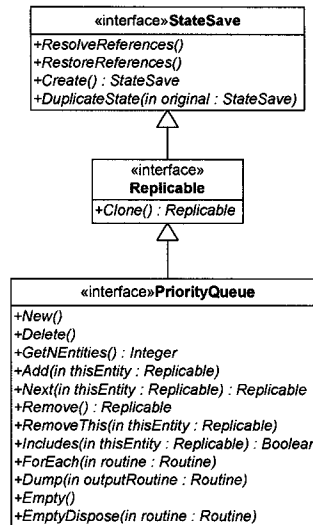 «interface»StateSave
+ResolveReferences()
+RestoreReferences()
+Create() : StateSave
+DuplicateState(in original : StateSave)
«interface»
Replicable
+Clone() : Replicable
«interface»PriorityQueue
+New()
+Delete()
+GetNEntities() : Integer
+Add(in thisEntity : Replicable)
+Next(in thisEntity : Replicable) : Replicable
+Remove() : Replicable
+RemoveThis(in thisEntity : Replicable)
+Includes(in thisEntity : Replicable) : Boolean
+ForEach(in routine : Routine)
+Dump(in outputRoutine : Routine)
+Empty()
+EmptyDispose(in routine : Routine)